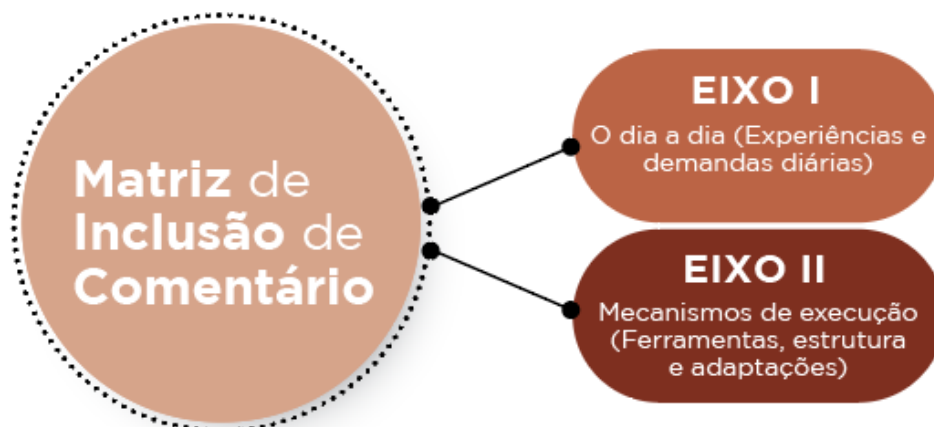 Matriz de
Inclusão de
Comentário
EIXO I
O dia a dia (Experiências e
demandas diárias)
EIXO II
Mecanismos de execução
(Ferramentas, estrutura
e adaptações)